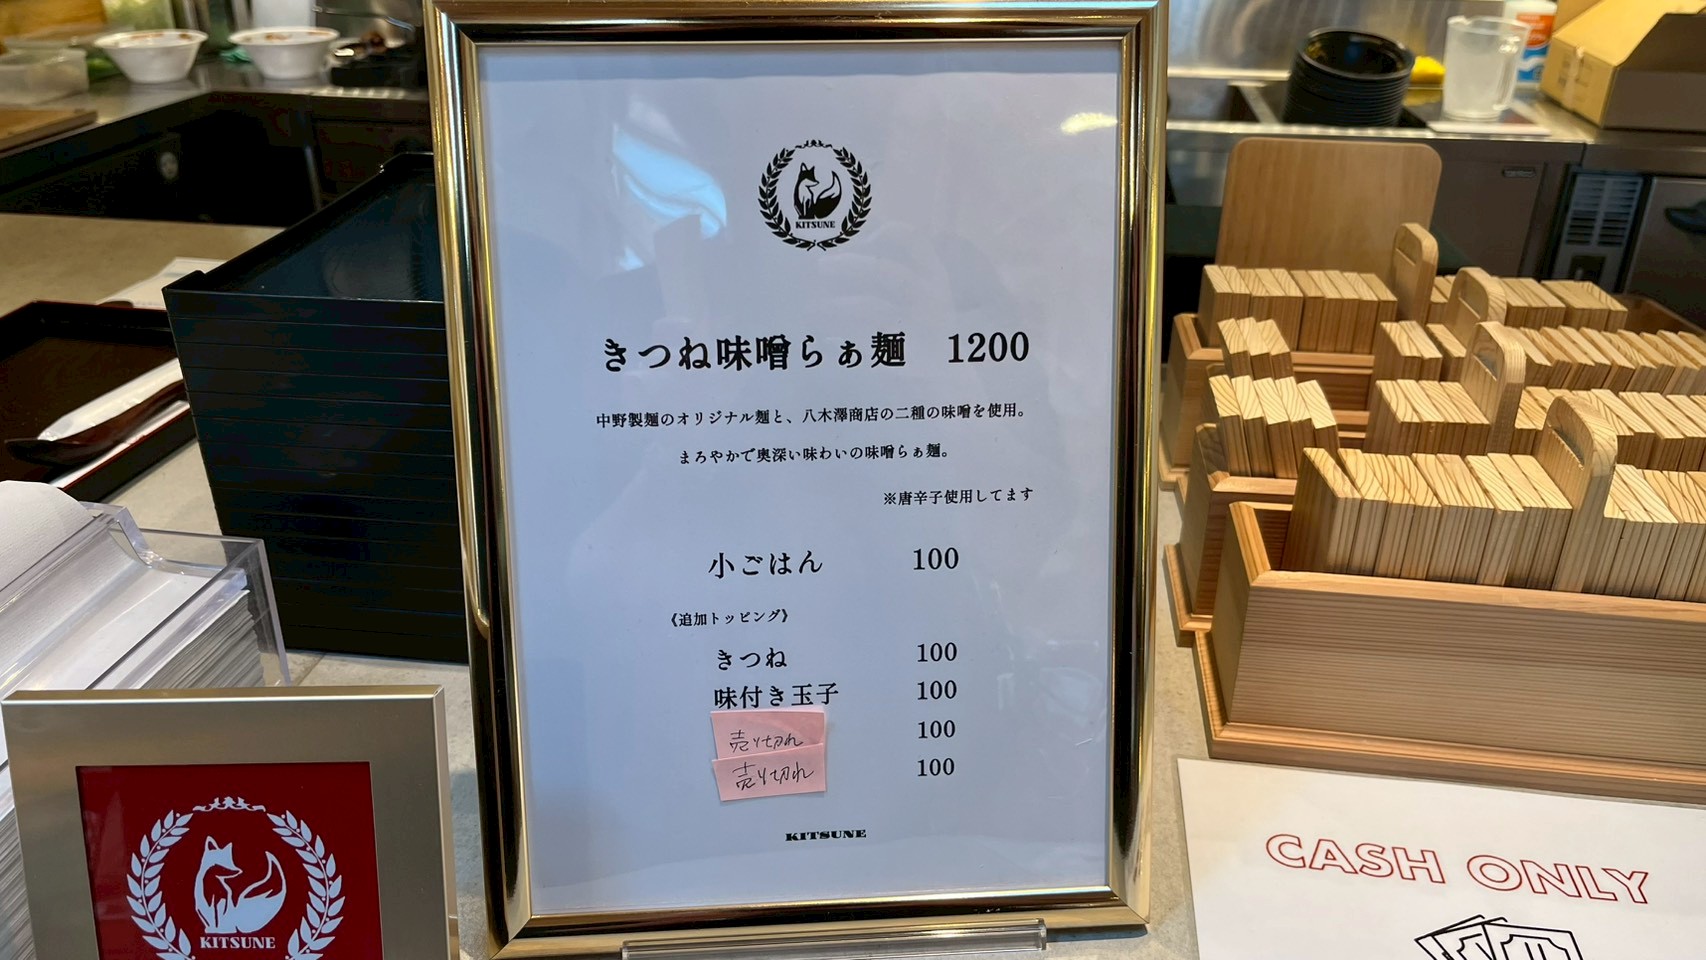 KITSUNE
きつね味噌らぁ麺 1200
中野製麺のオリジナル麺と、八木澤商店の二種の味噌を使用。
まろやかで奥深い味わいの味噌らぁ麺。
※唐辛子使用してます
小ごはん 100
《追加トッピング》
きつね 100
味付き玉子 100
売り切れ 100
売り切れ 100
KITSUNE
KITSUNE
CASH ONLY